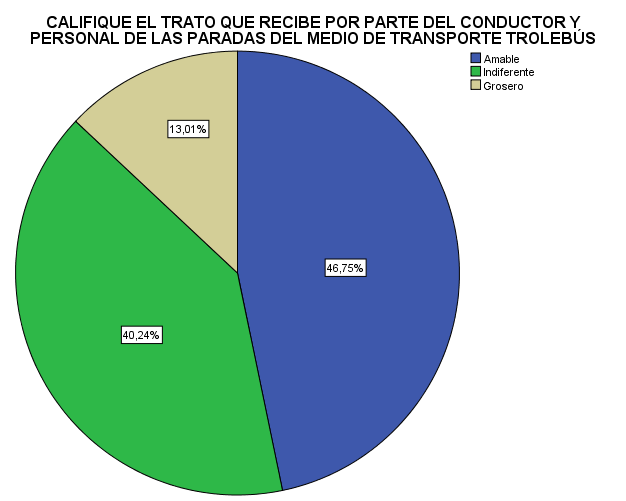 CALIFIQUE EL TRATO QUE RECIBE POR PARTE DEL CONDUCTOR Y
PERSONAL DE LAS PARADAS DEL MEDIO DE TRANSPORTE TROLEBÚS
Amable
Indiferente
Grosero
13,01%
46,75%
40,24%